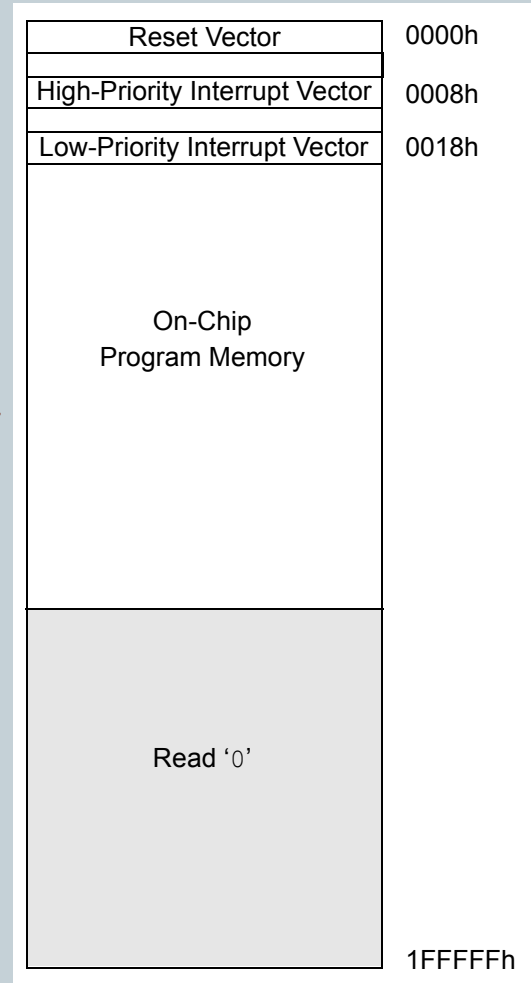 Reset Vector 0000h
High-Priority Interrupt Vector 0008h
Low-Priority Interrupt Vector 0018h
On-Chip
Program Memory
Read ‘0’
1FFFFFh